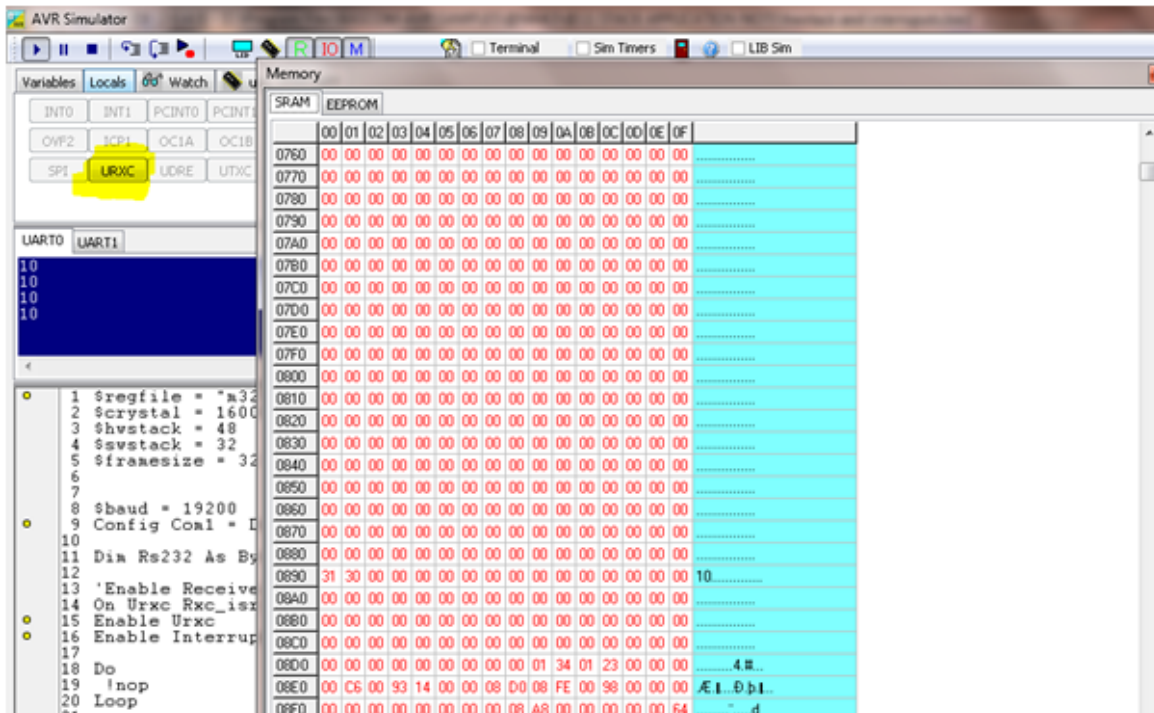 AVR Simulator
R IO M Terminal Sim Timers LIB Sim
Variables Locals Watch
Memory
INT0 INT1 PCINT0 PCINT1
OVF2 ICP1 OC1A OC1B
SPI URXC UDRE UTXC
SRAM EEPROM
UART0 UART1
10
10
10
10
1 $regfile = "m32
2 $crystal = 1600
3 $hwstack = 48
4 $swstack = 32
5 $framesize = 32
6
7
8 $baud = 19200
9 Config Com1 = D
10
11 Dim Rs232 As By
12
13 'Enable Receive
14 On Urxc Rxc_isr
15 Enable Urxc
16 Enable Interrup
17
18 Do
19 !nop
20 Loop
00 01 02 03 04 05 06 07 08 09 0A 0B 0C 0D 0E 0F
0760 00 00 00 00 00 00 00 00 00 00 00 00 00 00 00 00 ................
0770 00 00 00 00 00 00 00 00 00 00 00 00 00 00 00 00 ................
0780 00 00 00 00 00 00 00 00 00 00 00 00 00 00 00 00 ................
0790 00 00 00 00 00 00 00 00 00 00 00 00 00 00 00 00 ................
07A0 00 00 00 00 00 00 00 00 00 00 00 00 00 00 00 00 ................
07B0 00 00 00 00 00 00 00 00 00 00 00 00 00 00 00 00 ................
07C0 00 00 00 00 00 00 00 00 00 00 00 00 00 00 00 00 ................
07D0 00 00 00 00 00 00 00 00 00 00 00 00 00 00 00 00 ................
07E0 00 00 00 00 00 00 00 00 00 00 00 00 00 00 00 00 ................
07F0 00 00 00 00 00 00 00 00 00 00 00 00 00 00 00 00 ................
0800 00 00 00 00 00 00 00 00 00 00 00 00 00 00 00 00 ................
0810 00 00 00 00 00 00 00 00 00 00 00 00 00 00 00 00 ................
0820 00 00 00 00 00 00 00 00 00 00 00 00 00 00 00 00 ................
0830 00 00 00 00 00 00 00 00 00 00 00 00 00 00 00 00 ................
0840 00 00 00 00 00 00 00 00 00 00 00 00 00 00 00 00 ................
0850 00 00 00 00 00 00 00 00 00 00 00 00 00 00 00 00 ................
0860 00 00 00 00 00 00 00 00 00 00 00 00 00 00 00 00 ................
0870 00 00 00 00 00 00 00 00 00 00 00 00 00 00 00 00 ................
0880 00 00 00 00 00 00 00 00 00 00 00 00 00 00 00 00 ................
0890 31 30 00 00 00 00 00 00 00 00 00 00 00 00 00 00 10..............
08A0 00 00 00 00 00 00 00 00 00 00 00 00 00 00 00 00 ................
08B0 00 00 00 00 00 00 00 00 00 00 00 00 00 00 00 00 ................
08C0 00 00 00 00 00 00 00 00 00 00 00 00 00 00 00 00 ................
08D0 00 00 00 00 00 00 00 00 00 01 34 01 23 00 00 00 ..........4.#...
08E0 00 C6 00 93 14 00 00 08 D0 08 FE 00 98 00 00 00
08F0 00 00 00 00 00 00 00 08 A8 00 00 00 00 00 00 64